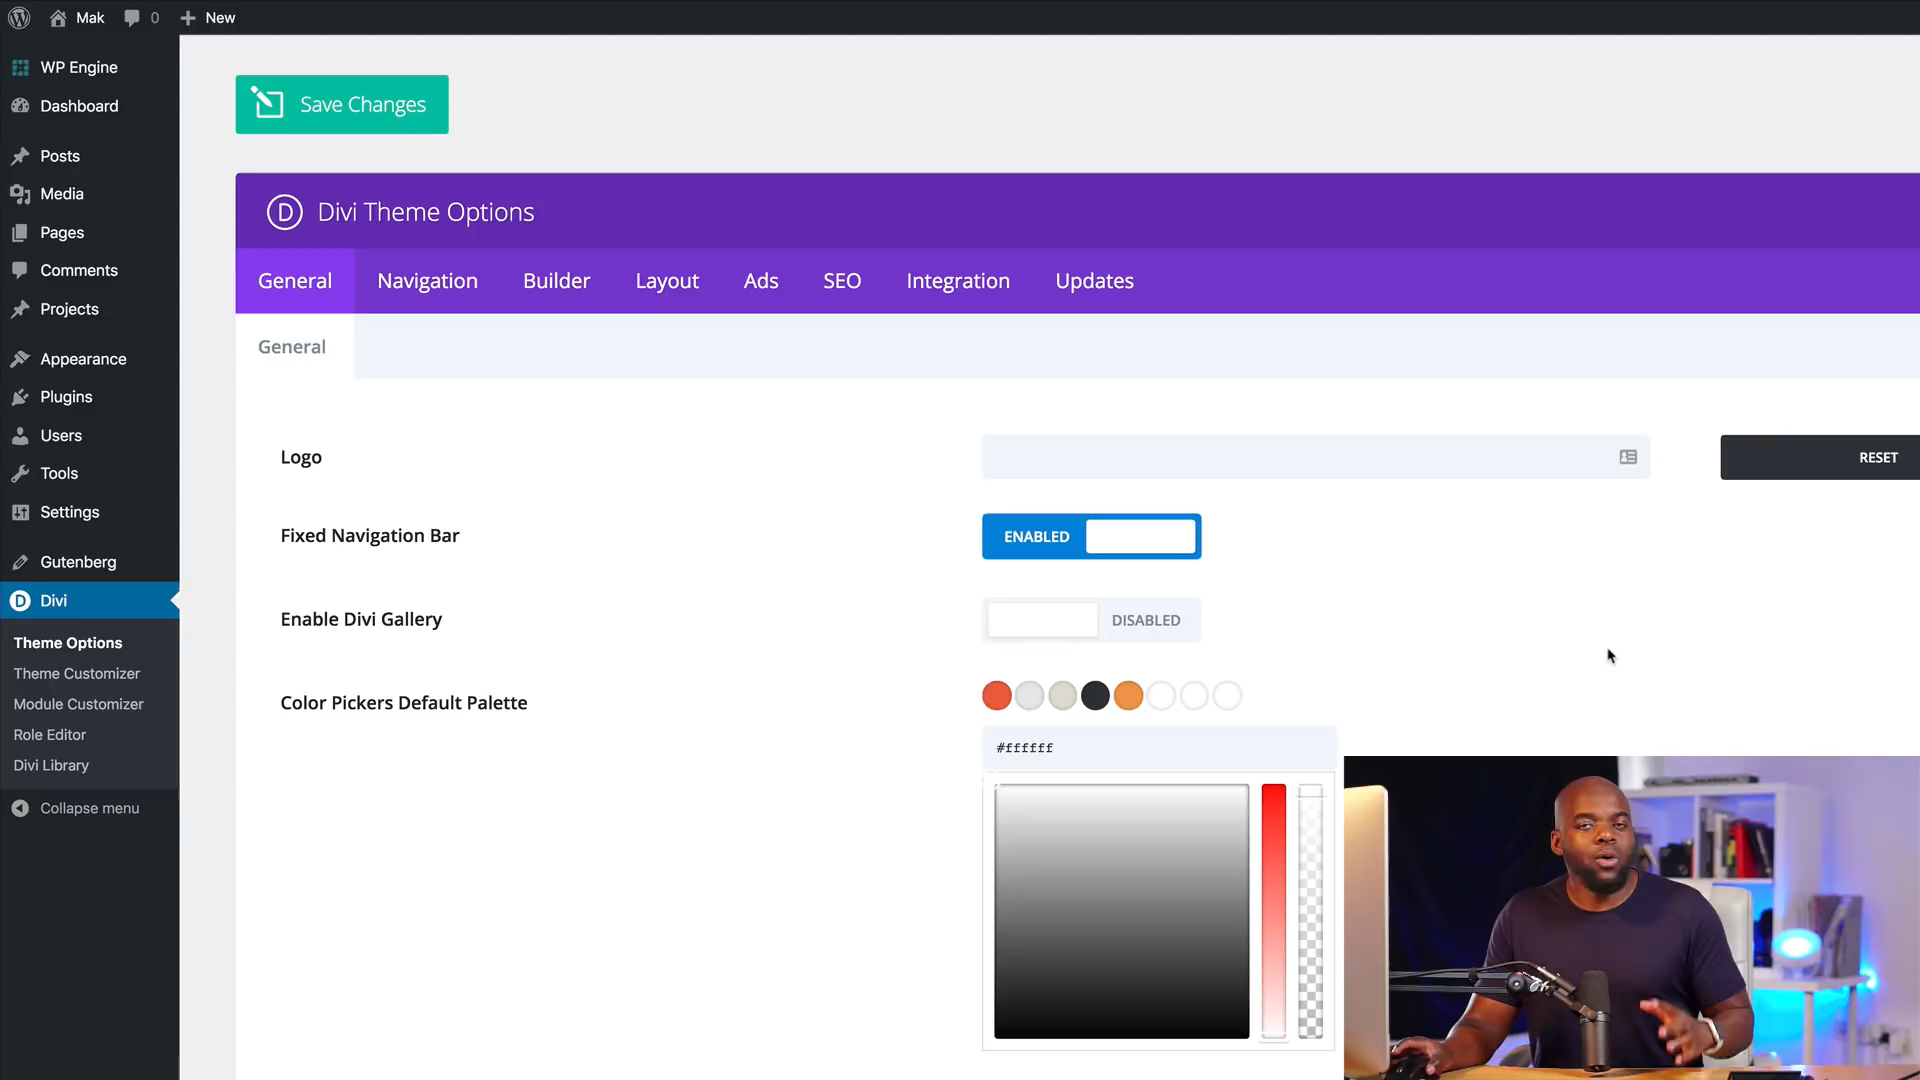 Mak
0
New
WP Engine
Dashboard
Posts
Media
Pages
Comments
Projects
Appearance
Plugins
Users
Tools
Settings
Gutenberg
Divi
Theme Options
Theme Customizer
Module Customizer
Role Editor
Divi Library
Collapse menu
Save Changes
D Divi Theme Options
General Navigation Builder Layout Ads SEO Integration Updates
General
Logo
RESET
Fixed Navigation Bar
ENABLED
Enable Divi Gallery
DISABLED
Color Pickers Default Palette
#ffffff